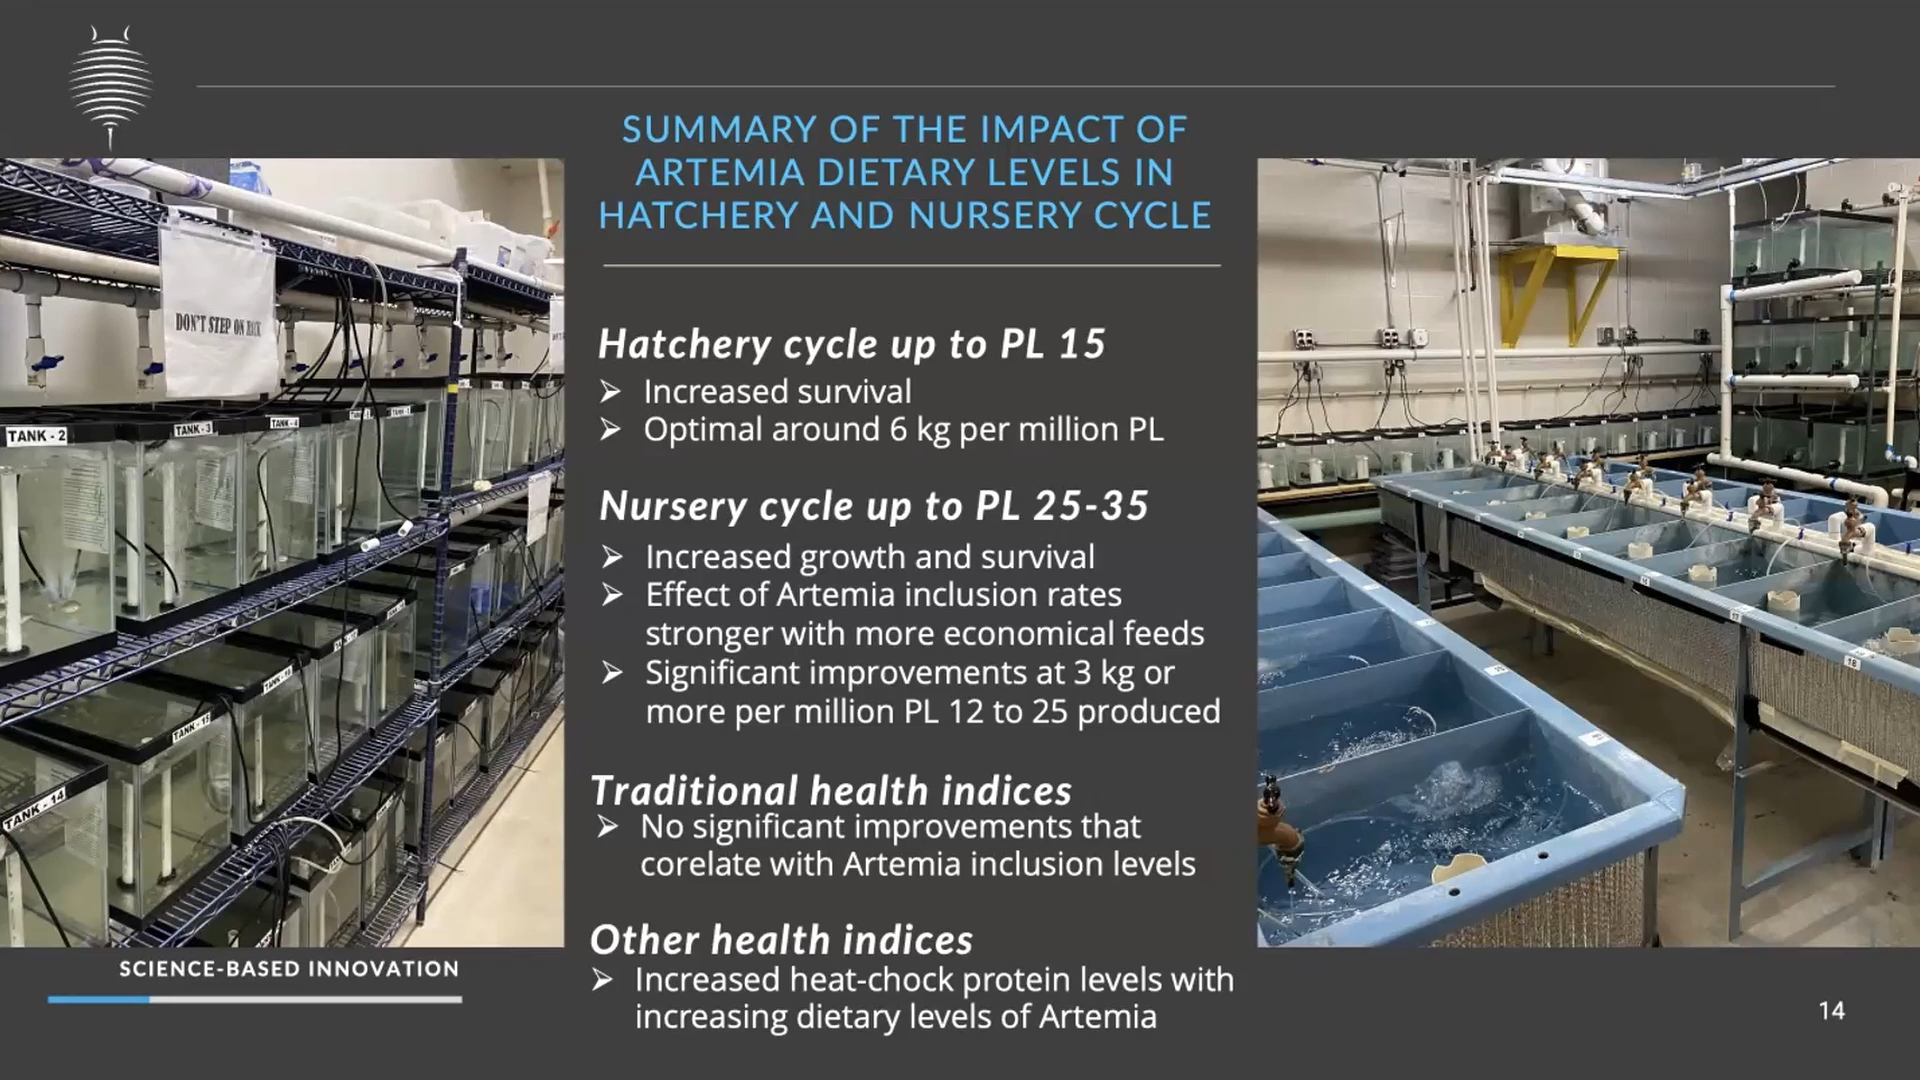 SUMMARY OF THE IMPACT OF
ARTEMIA DIETARY LEVELS IN
HATCHERY AND NURSERY CYCLE
DON'T STEP ON
TANK - 2
TANK - 3
TANK - 4
TANK - 14
Hatchery cycle up to PL 15
➢ Increased survival
➢ Optimal around 6 kg per million PL
Nursery cycle up to PL 25-35
➢ Increased growth and survival
➢ Effect of Artemia inclusion rates
stronger with more economical feeds
➢ Significant improvements at 3 kg or
more per million PL 12 to 25 produced
Traditional health indices
➢ No significant improvements that
corelate with Artemia inclusion levels
Other health indices
➢ Increased heat-chock protein levels with
increasing dietary levels of Artemia
SCIENCE-BASED INNOVATION
14